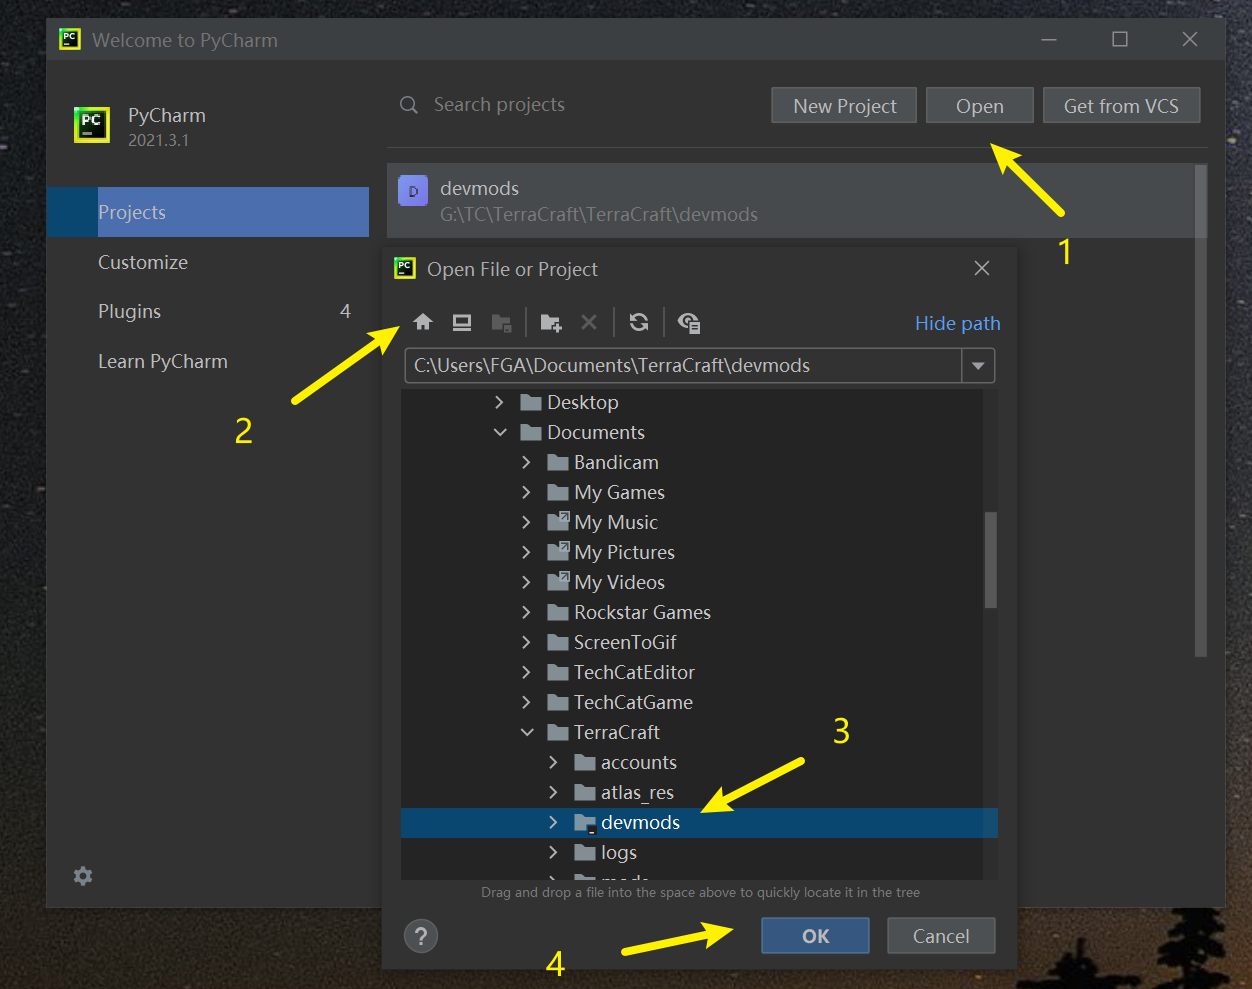 Welcome to PyCharm
PyCharm
2021.3.1
Search projects
New Project
Open
Get from VCS
1
Projects
Customize
Plugins
4
Learn PyCharm
devmods
G:\TC\TerraCraft\TerraCraft\devmods
Open File or Project
Hide path
2
C:\Users\FGA\Documents\TerraCraft\devmods
Desktop
Documents
Bandicam
My Games
My Music
My Pictures
My Videos
Rockstar Games
ScreenToGif
TechCatEditor
TechCatGame
TerraCraft
3
accounts
atlas_res
devmods
logs
Drag and drop a file into the space above to quickly locate it in the tree
?
4
OK
Cancel